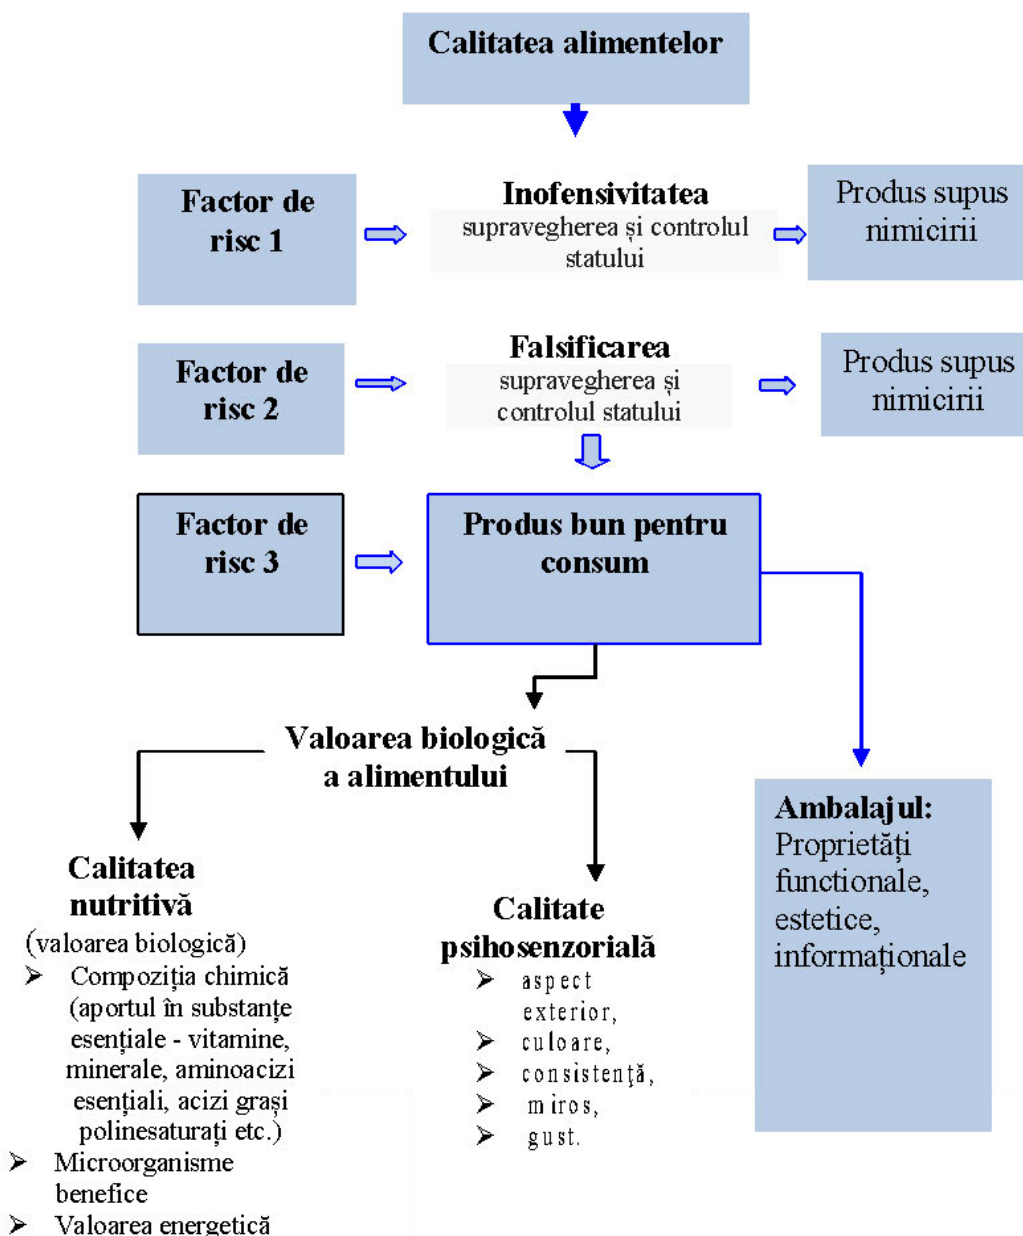 Calitatea alimentelor
Factor de
risc 1
Inofensivitatea
supravegherea și controlul
statului
Produs supus
nimicirii
Factor de
risc 2
Falsificarea
supravegherea și
controlul statului
Produs supus
nimicirii
Factor de
risc 3
Produs bun pentru
consum
Valoarea biologică
a alimentului
Calitatea
nutritivă
(valoarea biologică)
➢ Compoziția chimică
(aportul în substanțe
esențiale - vitamine,
minerale, aminoacizi
esențiali, acizi grași
polinesaturați etc.)
➢ Microorganisme
benefice
➢ Valoarea energetică
Calitate
psihosenzorială
➢ aspect
exterior,
➢ culoare,
➢ consistenţă,
➢ miros,
➢ gust.
Ambalajul:
Proprietăți
functionale,
estetice,
informaționale